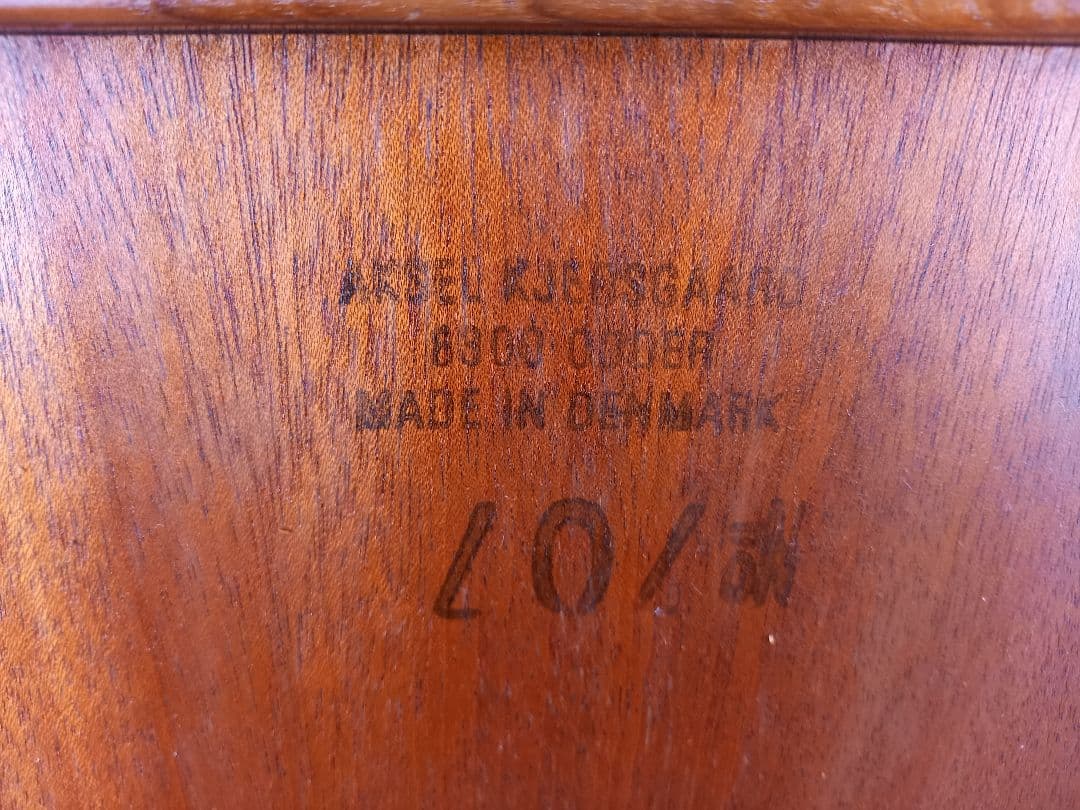 AKSEL KJERSGAARD
8300 ODDER
MADE IN DENMARK